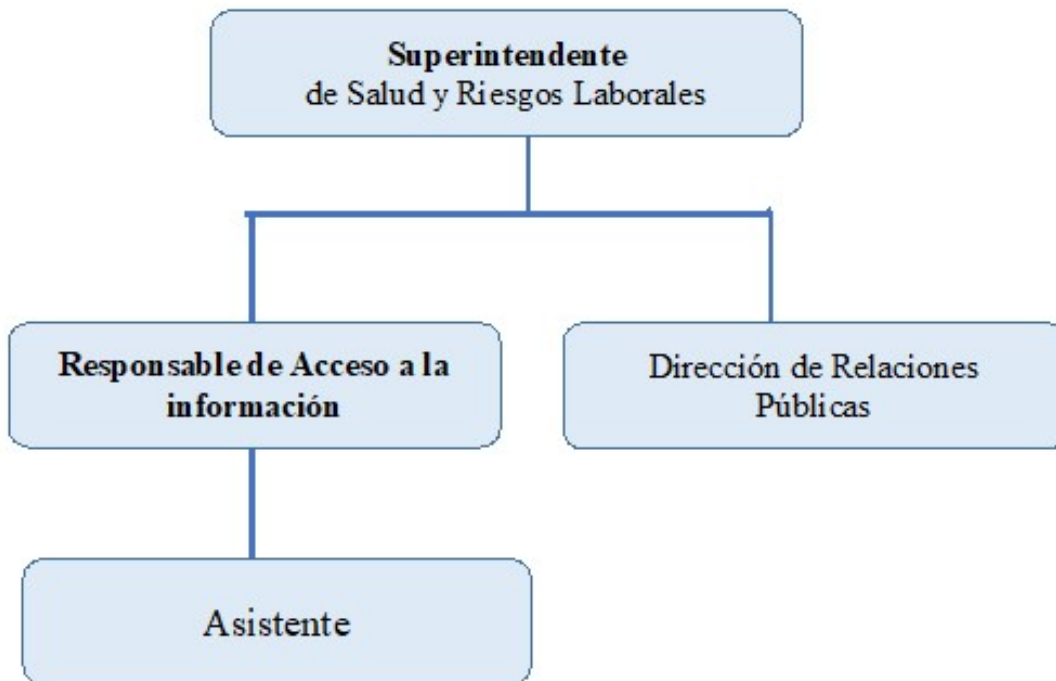 Superintendente
de Salud y Riesgos Laborales
Responsable de Acceso a la
información
Dirección de Relaciones
Públicas
Asistente